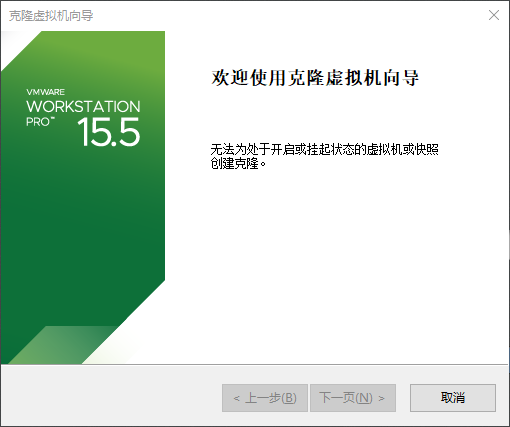 克隆虚拟机向导
VMWARE
WORKSTATION
PRO™
15.5
欢迎使用克隆虚拟机向导
无法为处于开启或挂起状态的虚拟机或快照
创建克隆。
< 上一步(B)
下一页(N) >
取消